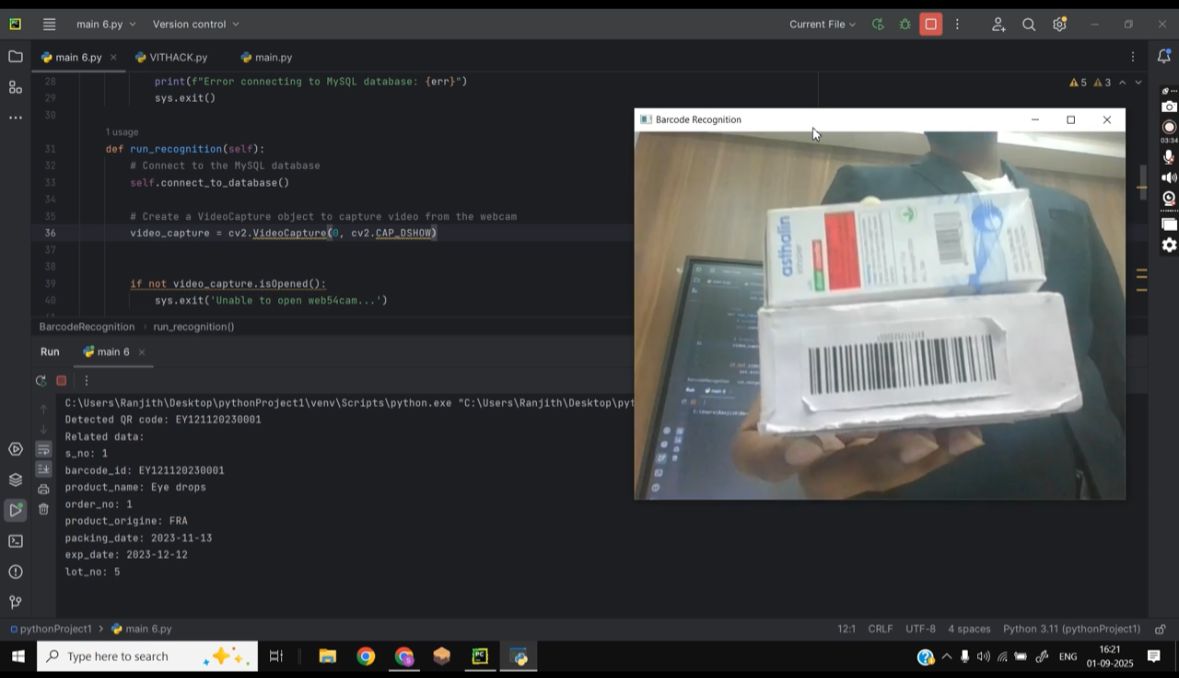 main 6.py
Version control
Current File
main 6.py
VITHACK.py
main.py
28 print(f"Error connecting to MySQL database: {err}")
29 sys.exit()
30
5 3
1 usage
31 def run_recognition(self):
32 # Connect to the MySQL database
33 self.connect_to_database()
34
35 # Create a VideoCapture object to capture video from the webcam
36 video_capture = cv2.VideoCapture(0, cv2.CAP_DSHOW)
37
38
39 if not video_capture.isOpened():
40 sys.exit('Unable to open web54cam...')
BarcodeRecognition › run_recognition()
Barcode Recognition
asthalin
03:34
Run main 6
C:\Users\Ranjith\Desktop\pythonProject1\venv\Scripts\python.exe "C:\Users\Ranjith\Desktop\pyt
Detected QR code: EY121120230001
Related data:
s_no: 1
barcode_id: EY121120230001
product_name: Eye drops
order_no: 1
product_origine: FRA
packing_date: 2023-11-13
exp_date: 2023-12-12
lot_no: 5
pythonProject1 > main 6.py
12:1 CRLF UTF-8 4 spaces Python 3.11 (pythonProject1)
Type here to search
ENG
16:21
01-09-2025